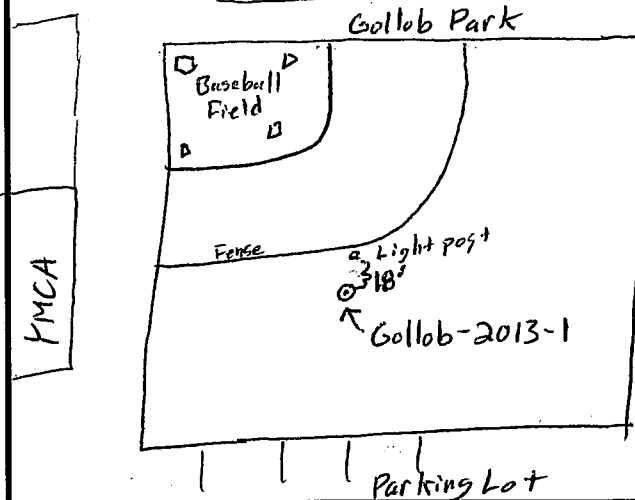 Gollob Park
Baseball
Field
Fense
Light post
18'
YMCA
Gollob-2013-1
Parking Lot